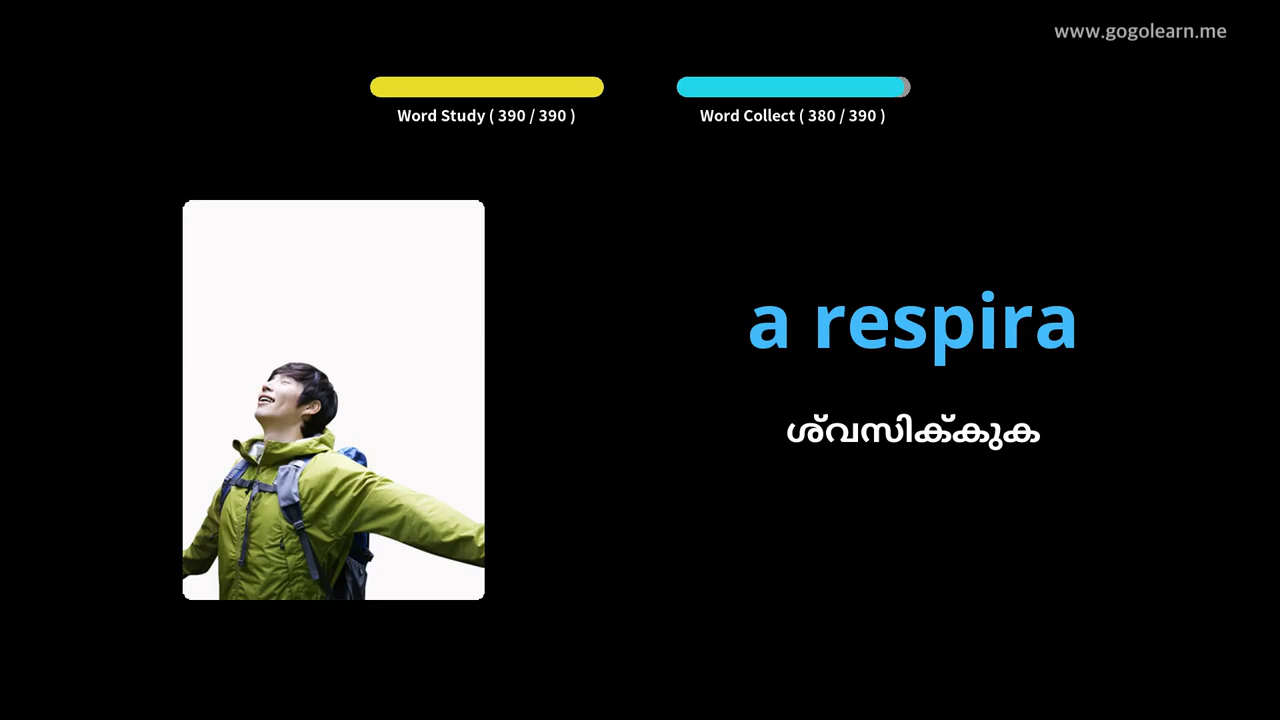 www.gogolearn.me
Word Study ( 390 / 390 )
Word Collect ( 380 / 390 )
a respira
ശ്വസിക്കുക